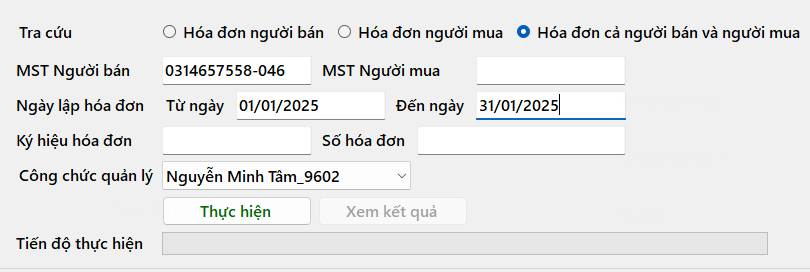 Tra cứu Hóa đơn người bán Hóa đơn người mua Hóa đơn cả người bán và người mua
MST Người bán 0314657558-046 MST Người mua
Ngày lập hóa đơn Từ ngày 01/01/2025 Đến ngày 31/01/2025
Ký hiệu hóa đơn Số hóa đơn
Công chức quản lý Nguyễn Minh Tâm_9602
Thực hiện Xem kết quả
Tiến độ thực hiện